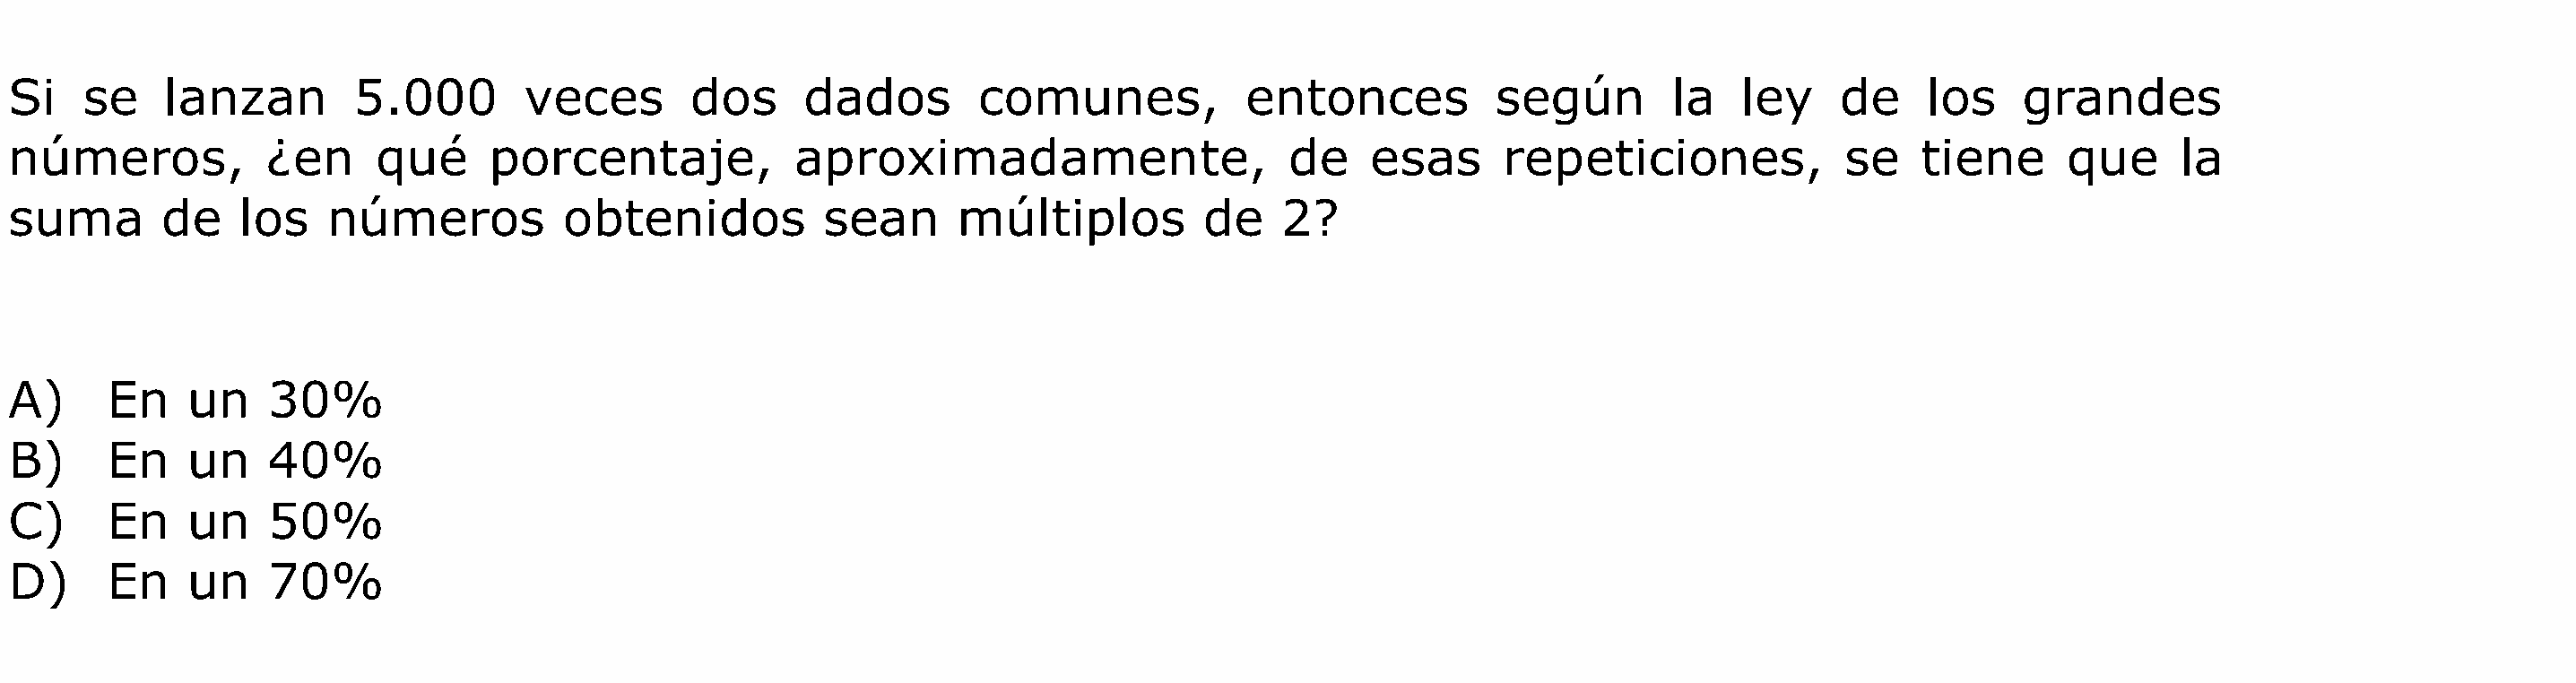 Si se lanzan 5.000 veces dos dados comunes, entonces según la ley de los grandes
números, ¿en qué porcentaje, aproximadamente, de esas repeticiones, se tiene que la
suma de los números obtenidos sean múltiplos de 2?
A) En un 30%
B) En un 40%
C) En un 50%
D) En un 70%